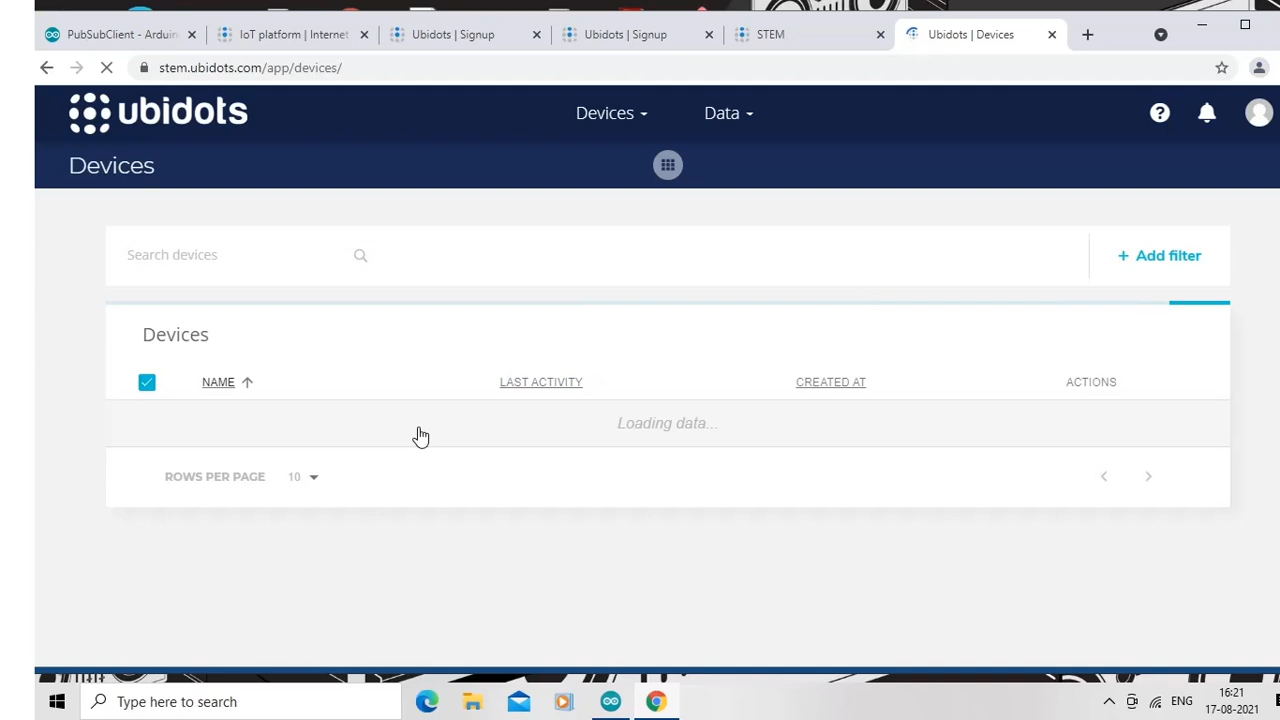 PubSubClient - Arduin
IoT platform | Internet
Ubidots | Signup
Ubidots | Signup
STEM
Ubidots | Devices
stem.ubidots.com/app/devices/
ubidots
Devices
Data
Devices
Search devices
+ Add filter
Devices
NAME
LAST ACTIVITY
CREATED AT
ACTIONS
Loading data...
ROWS PER PAGE
10
Type here to search
ENG
16:21
17-08-2021